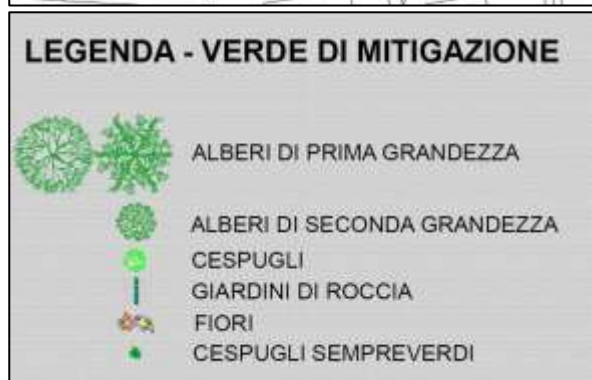 LEGENDA - VERDE DI MITIGAZIONE
ALBERI DI PRIMA GRANDEZZA
ALBERI DI SECONDA GRANDEZZA
CESPUGLI
GIARDINI DI ROCCIA
FIORI
CESPUGLI SEMPREVERDI